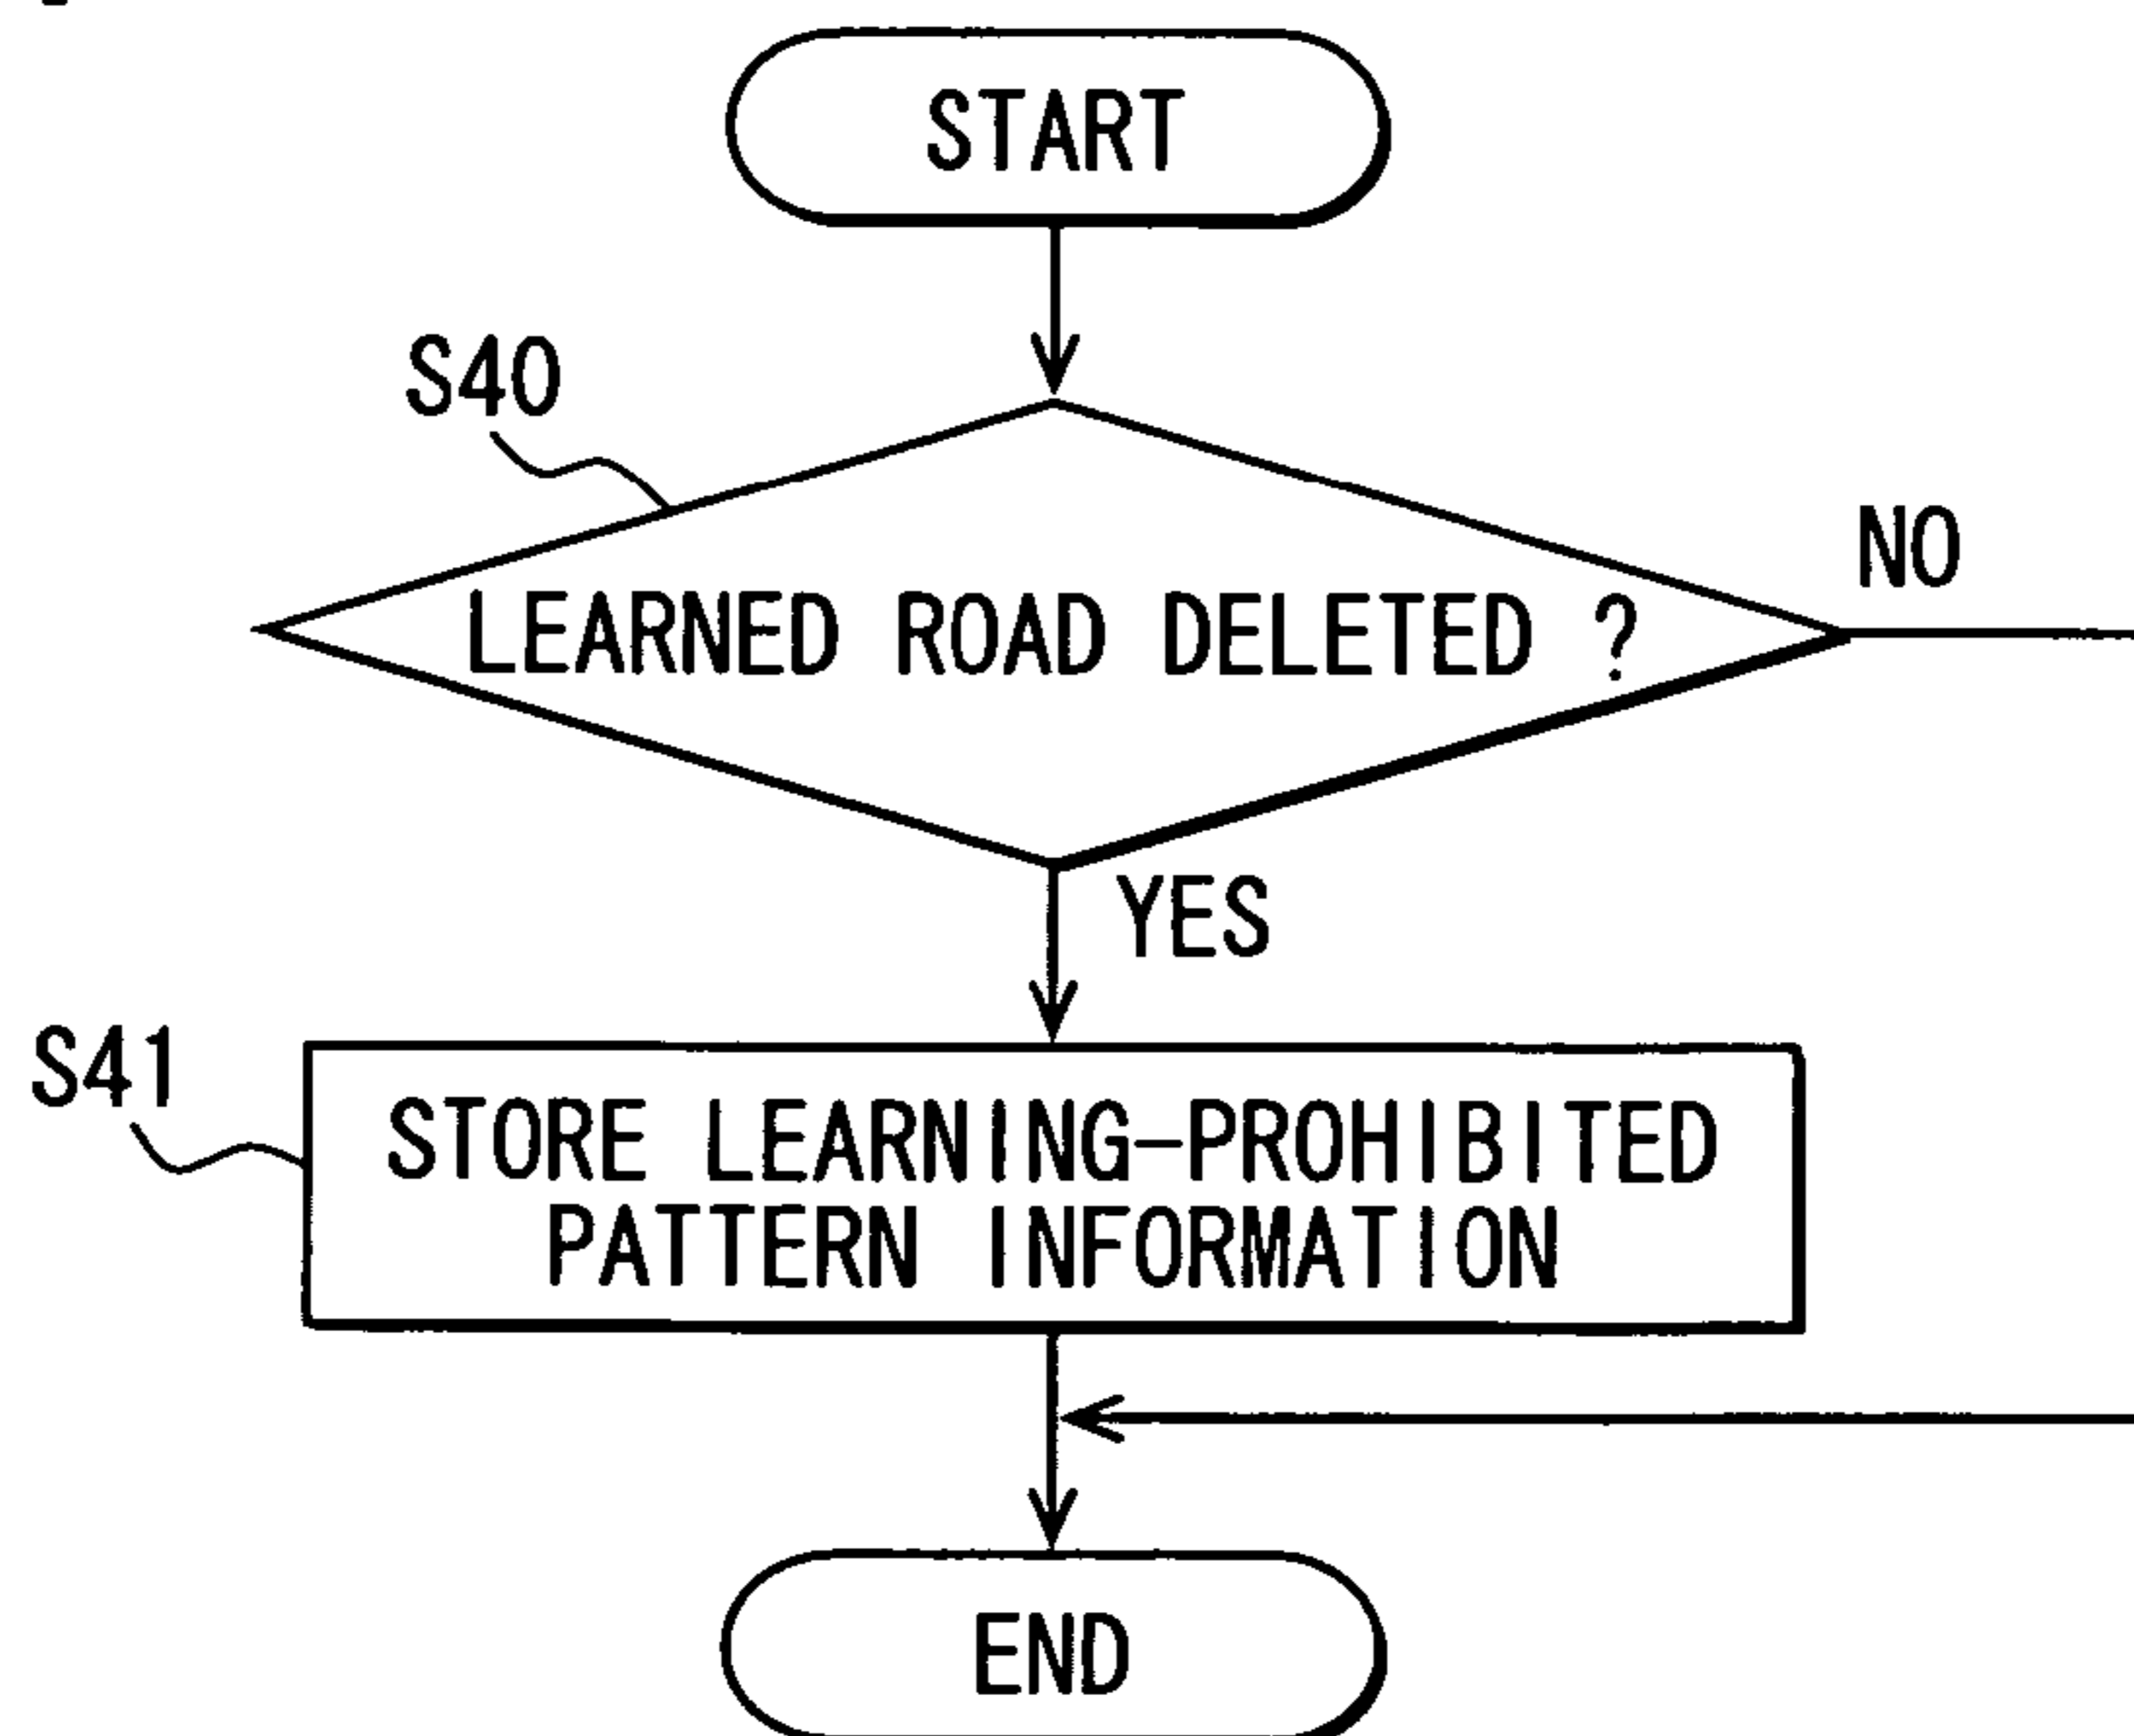 START
S40
NO
LEARNED ROAD DELETED ?
YES
S41
STORE LEARNING-PROHIBITED
PATTERN INFORMATION
END